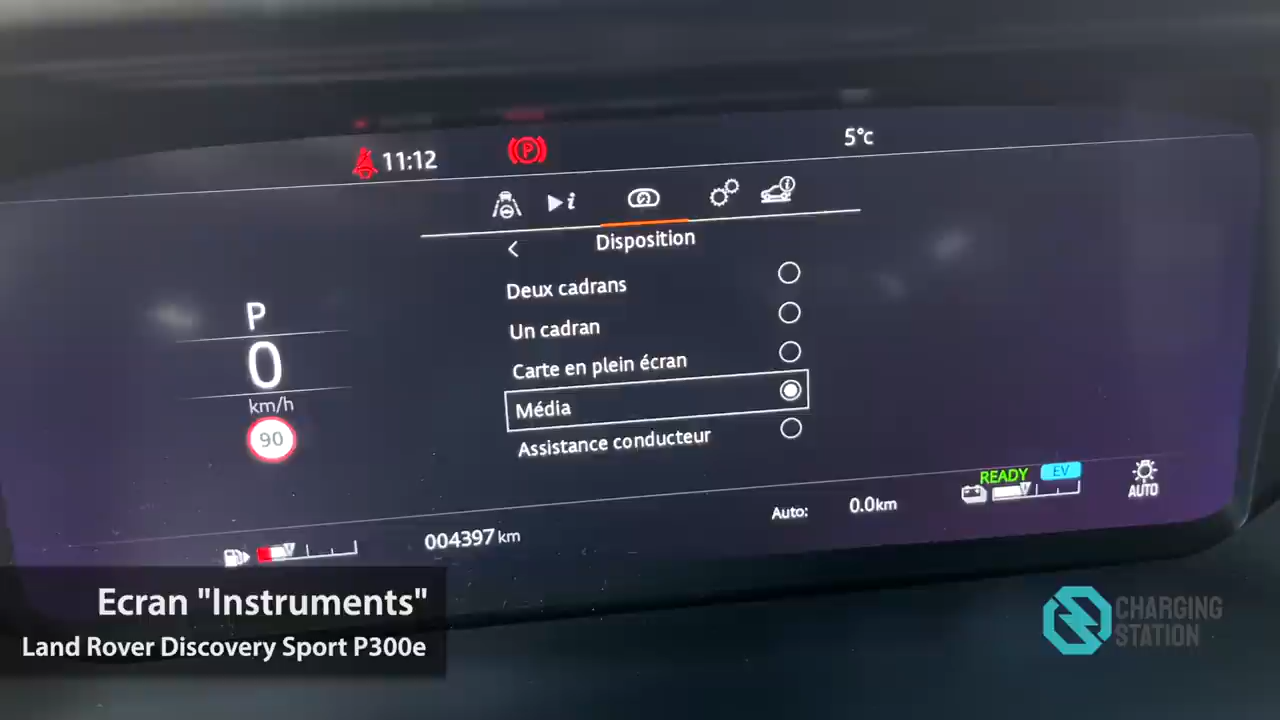 11:12
P
5°c
i
Disposition
Deux cadrans
Un cadran
Carte en plein écran
Média
Assistance conducteur
P
0
km/h
90
READY
EV
AUTO
Auto:
0.0km
004397 km
Ecran "Instruments"
Land Rover Discovery Sport P300e
CHARGING
STATION